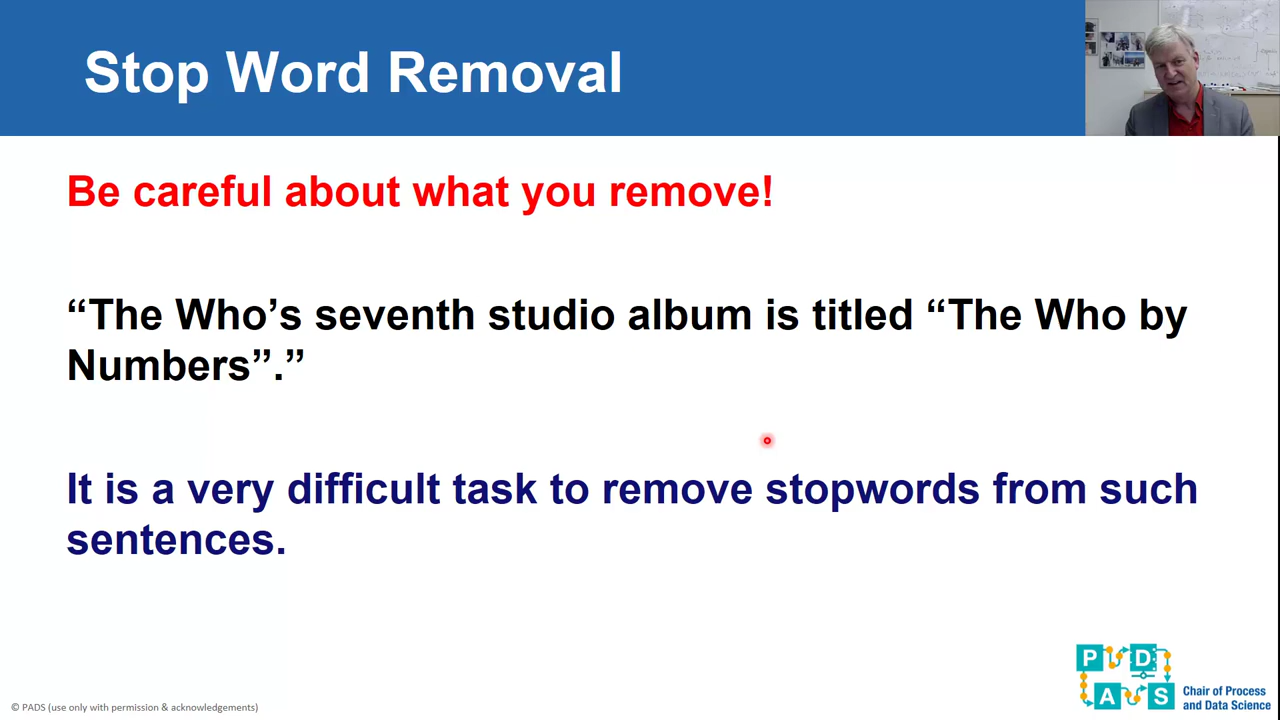 Stop Word Removal
Be careful about what you remove!
“The Who’s seventh studio album is titled “The Who by
Numbers”.”
It is a very difficult task to remove stopwords from such
sentences.
P D
A S
Chair of Process
and Data Science
© PADS (use only with permission & acknowledgements)